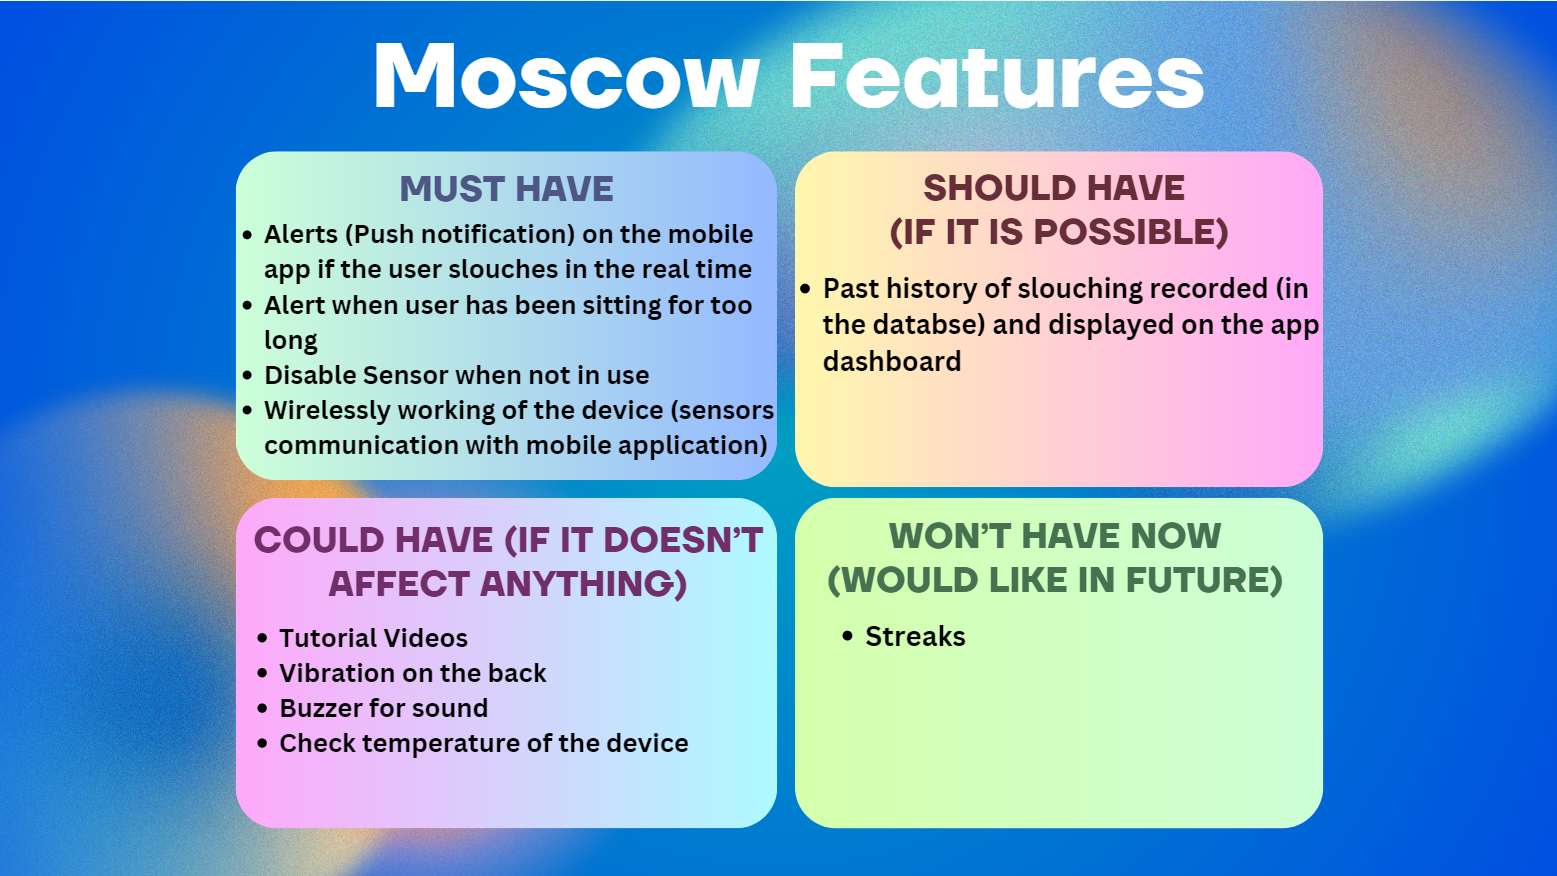 Moscow Features
MUST HAVE
• Alerts (Push notification) on the mobile
app if the user slouches in the real time
• Alert when user has been sitting for too
long
• Disable Sensor when not in use
• Wirelessly working of the device (sensors
communication with mobile application)
SHOULD HAVE
(IF IT IS POSSIBLE)
• Past history of slouching recorded (in
the databse) and displayed on the app
dashboard
COULD HAVE (IF IT DOESN’T
AFFECT ANYTHING)
• Tutorial Videos
• Vibration on the back
• Buzzer for sound
• Check temperature of the device
WON’T HAVE NOW
(WOULD LIKE IN FUTURE)
• Streaks